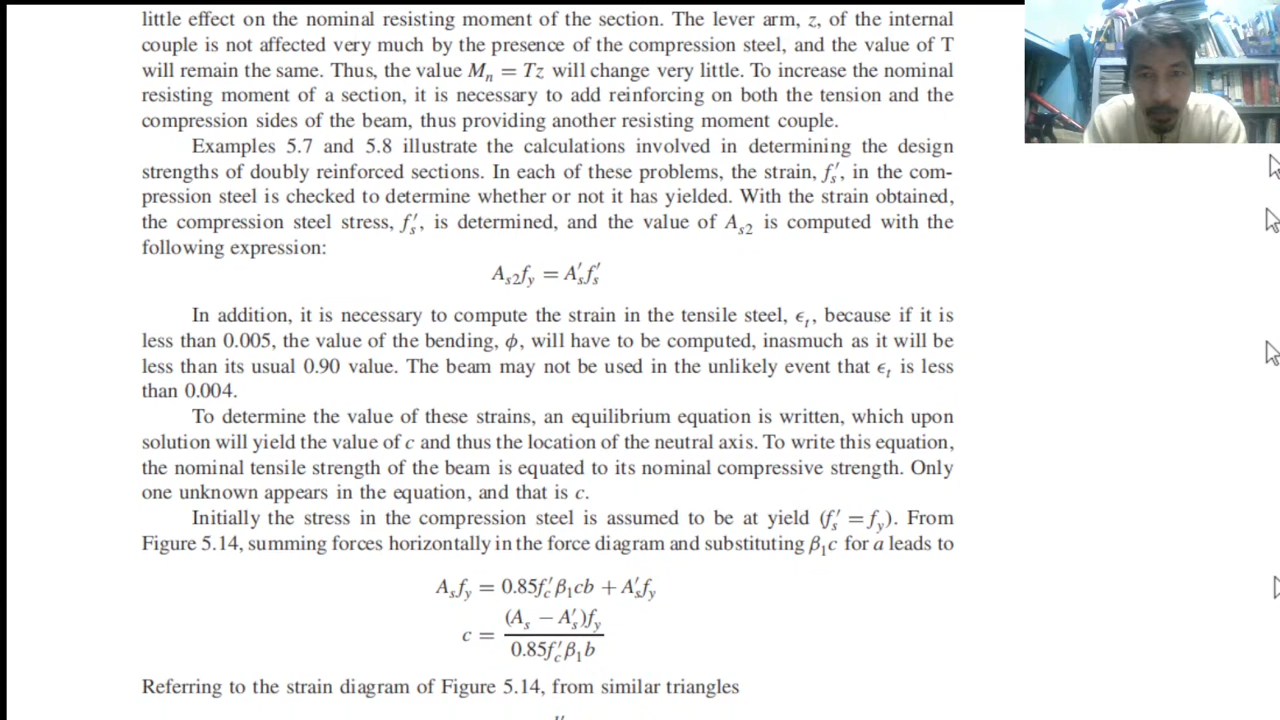 little effect on the nominal resisting moment of the section. The lever arm, z, of the internal
couple is not affected very much by the presence of the compression steel, and the value of T
will remain the same. Thus, the value Mₙ = Tz will change very little. To increase the nominal
resisting moment of a section, it is necessary to add reinforcing on both the tension and the
compression sides of the beam, thus providing another resisting moment couple.
Examples 5.7 and 5.8 illustrate the calculations involved in determining the design
strengths of doubly reinforced sections. In each of these problems, the strain, f′ₛ, in the com-
pression steel is checked to determine whether or not it has yielded. With the strain obtained,
the compression steel stress, f′ₛ, is determined, and the value of Aₛ₂ is computed with the
following expression:
Aₛ₂f_y = A′ₛf′ₛ
In addition, it is necessary to compute the strain in the tensile steel, ϵₜ, because if it is
less than 0.005, the value of the bending, ϕ, will have to be computed, inasmuch as it will be
less than its usual 0.90 value. The beam may not be used in the unlikely event that ϵₜ is less
than 0.004.
To determine the value of these strains, an equilibrium equation is written, which upon
solution will yield the value of c and thus the location of the neutral axis. To write this equation,
the nominal tensile strength of the beam is equated to its nominal compressive strength. Only
one unknown appears in the equation, and that is c.
Initially the stress in the compression steel is assumed to be at yield (f′ₛ = f_y). From
Figure 5.14, summing forces horizontally in the force diagram and substituting β₁c for a leads to
Aₛf_y = 0.85f′_cβ₁cb + A′ₛf_y
c = (Aₛ − A′ₛ)f_y / 0.85f′_cβ₁b
Referring to the strain diagram of Figure 5.14, from similar triangles